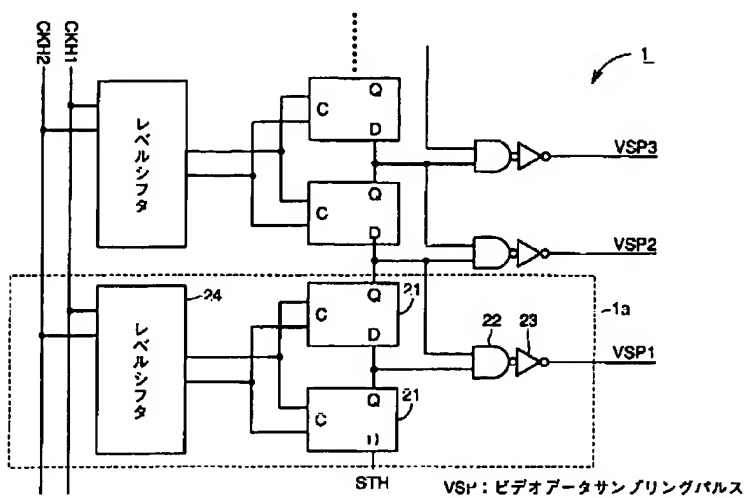 CKH2
CKH1
1
レベルシフタ
C
Q
D
VSP3
C
Q
D
VSP2
24
レベルシフタ
C
Q
D
21
22
23
1a
VSP1
C
Q
D
21
STH
VSP：ビデオデータサンプリングパルス